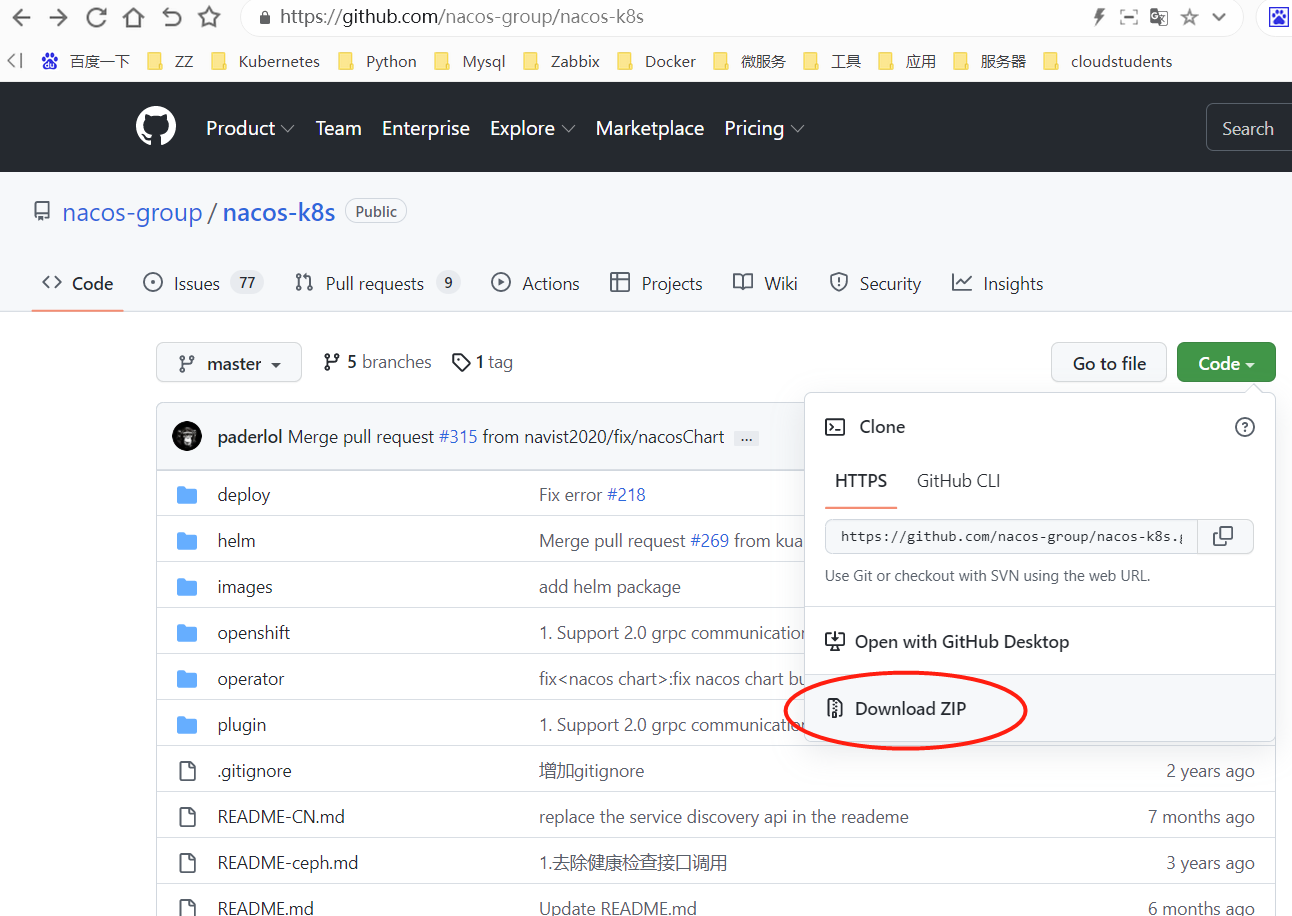 https://github.com/nacos-group/nacos-k8s
百度一下 ZZ Kubernetes Python Mysql Zabbix Docker 微服务 工具 应用 服务器 cloudstudents
Product Team Enterprise Explore Marketplace Pricing Search
nacos-group / nacos-k8s Public
Code Issues 77 Pull requests 9 Actions Projects Wiki Security Insights
master 5 branches 1 tag Go to file Code
paderlol Merge pull request #315 from navist2020/fix/nacosChart ...
Clone
HTTPS GitHub CLI
https://github.com/nacos-group/nacos-k8s.g
Use Git or checkout with SVN using the web URL.
Open with GitHub Desktop
Download ZIP
deploy Fix error #218
helm Merge pull request #269 from kua
images add helm package
openshift 1. Support 2.0 grpc communication
operator fix<nacos chart>:fix nacos chart bu
plugin 1. Support 2.0 grpc communication
.gitignore 增加gitignore 2 years ago
README-CN.md replace the service discovery api in the reademe 7 months ago
README-ceph.md 1.去除健康检查接口调用 3 years ago
README.md Update README.md 6 months ago